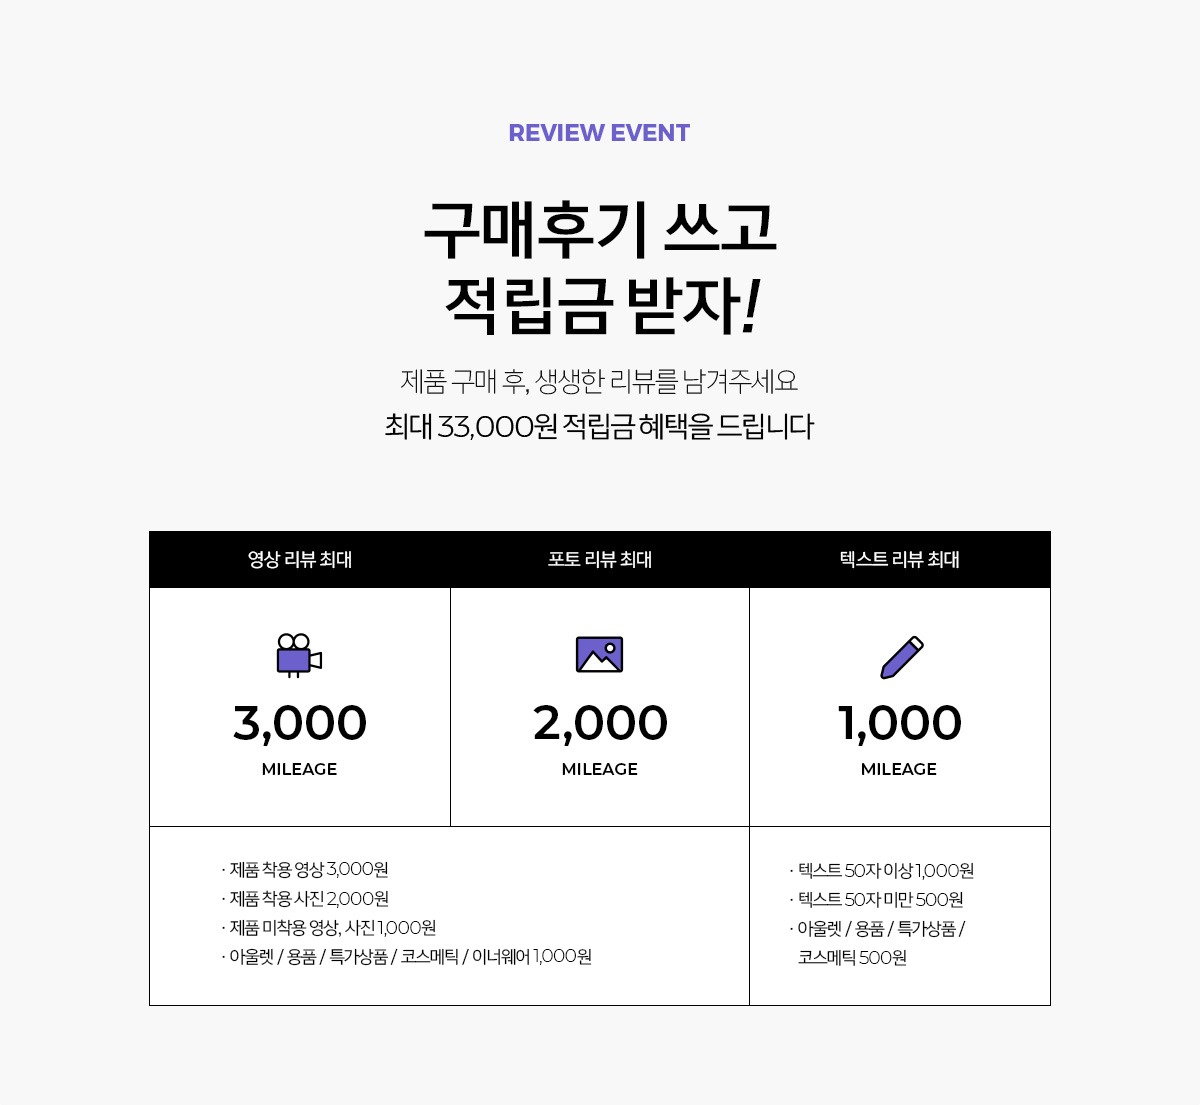 REVIEW EVENT
구매후기 쓰고
적립금 받자!
제품 구매 후, 생생한 리뷰를 남겨주세요
최대 33,000원 적립금 혜택을 드립니다
영상 리뷰 최대
포토 리뷰 최대
텍스트 리뷰 최대
3,000
MILEAGE
2,000
MILEAGE
1,000
MILEAGE
· 제품 착용 영상 3,000원
· 제품 착용 사진 2,000원
· 제품 미착용 영상, 사진 1,000원
· 아울렛 / 용품 / 특가상품 / 코스메틱 / 이너웨어 1,000원
· 텍스트 50자 이상 1,000원
· 텍스트 50자 미만 500원
· 아울렛 / 용품 / 특가상품 /
코스메틱 500원